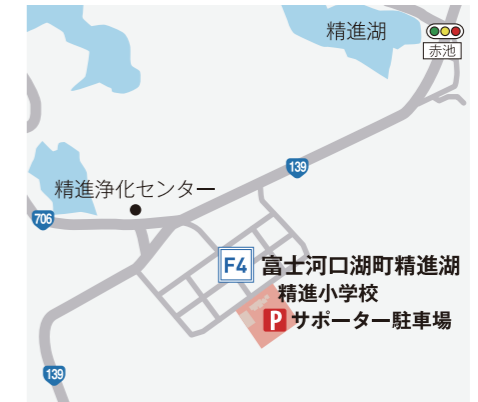 精進湖
赤池
139
精進浄化センター
706
F4 富士河口湖町精進湖
精進小学校
P サポーター駐車場
139